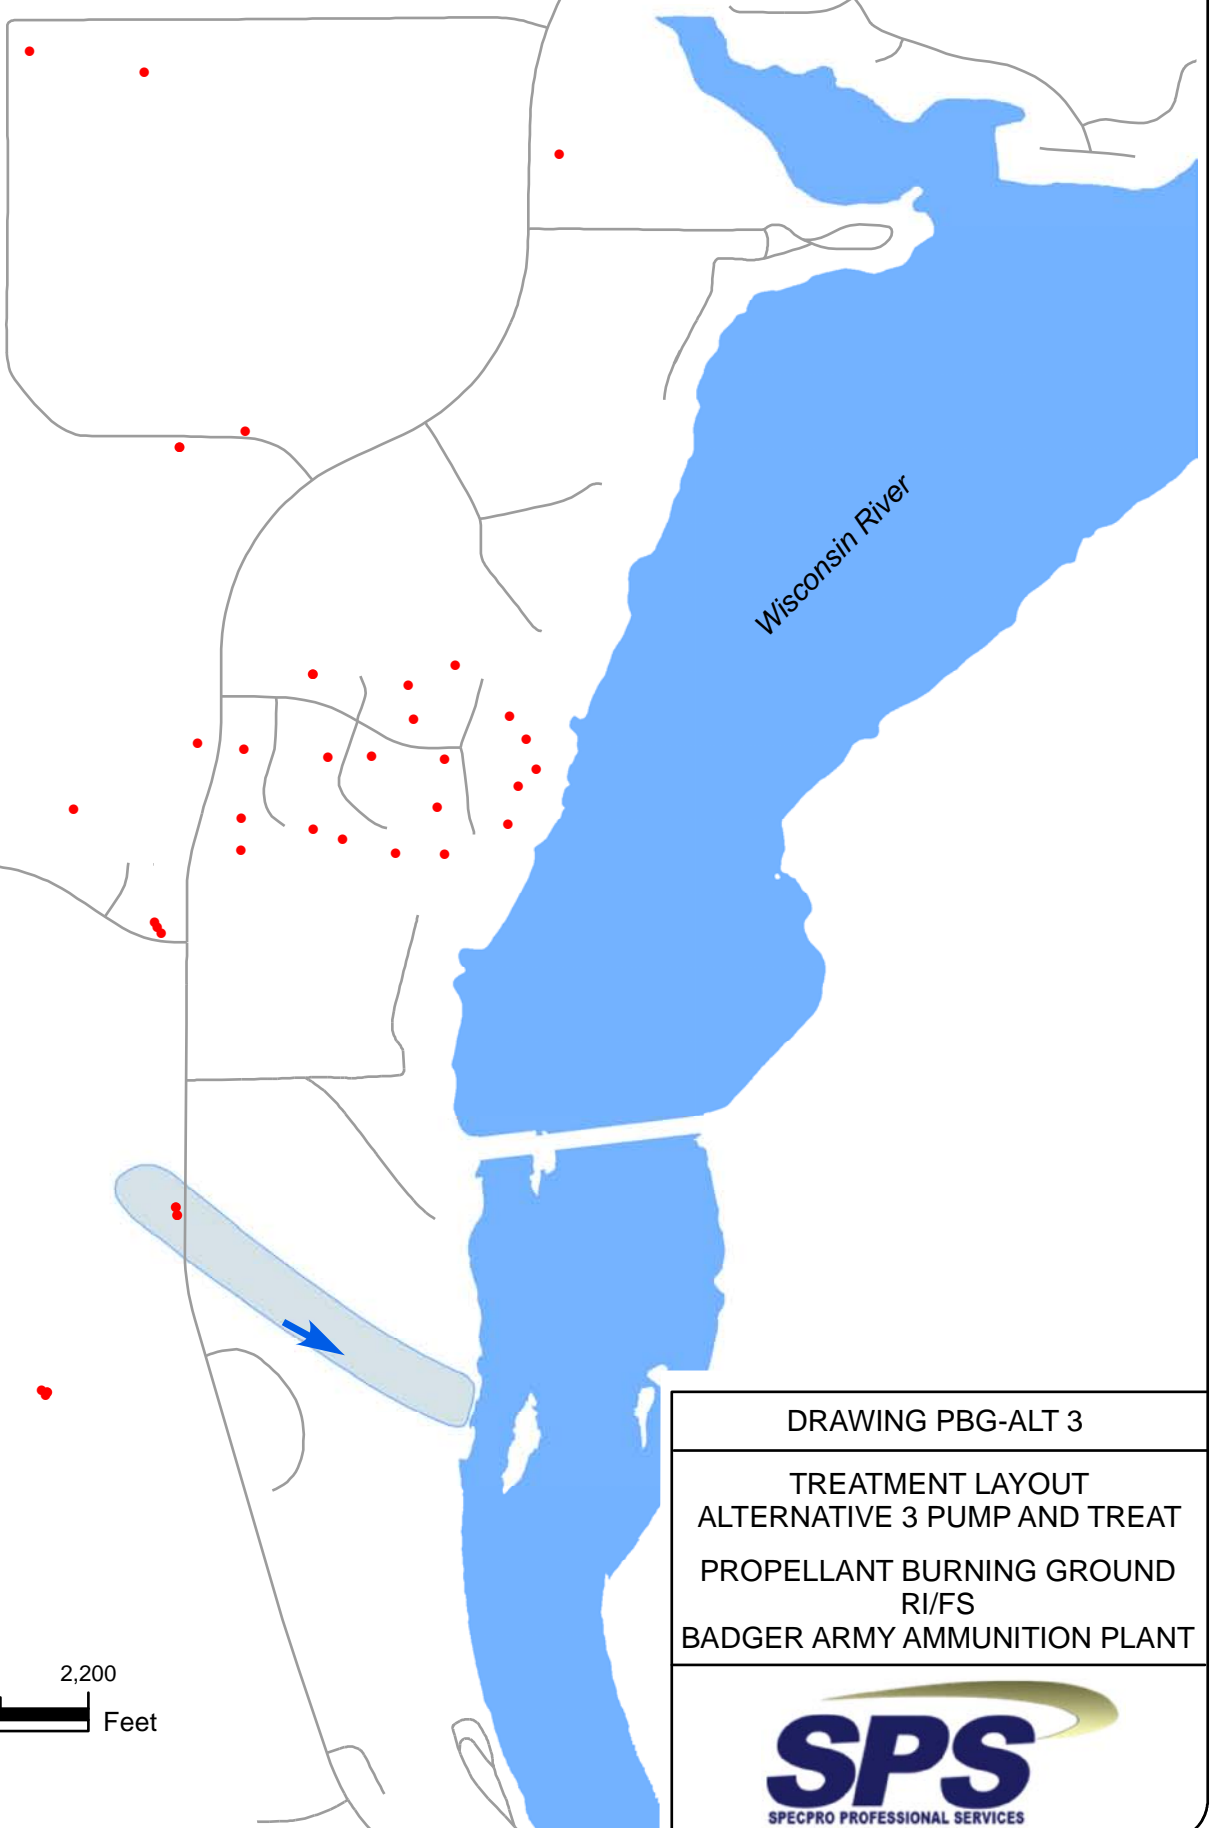 Wisconsin River
2,200
Feet
DRAWING PBG-ALT 3
TREATMENT LAYOUT
ALTERNATIVE 3 PUMP AND TREAT
PROPELLANT BURNING GROUND
RI/FS
BADGER ARMY AMMUNITION PLANT
SPS
SPECPRO PROFESSIONAL SERVICES